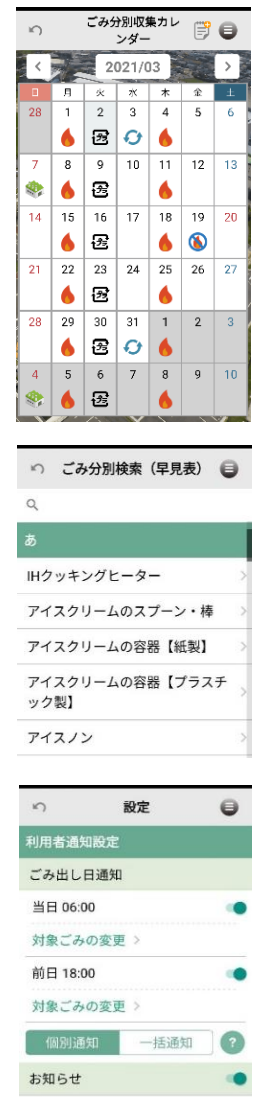 ごみ分別収集カレ
ンダー
2021/03
日 月 火 水 木 金 土
28 1 2 3 4 5 6
7 8 9 10 11 12 13
14 15 16 17 18 19 20
21 22 23 24 25 26 27
28 29 30 31 1 2 3
4 5 6 7 8 9 10
ごみ分別検索（早見表）
あ
IHクッキングヒーター
アイスクリームのスプーン・棒
アイスクリームの容器【紙製】
アイスクリームの容器【プラスチ
ック製】
アイスノン
設定
利用者通知設定
ごみ出し日通知
当日 06:00
対象ごみの変更 >
前日 18:00
対象ごみの変更 >
個別通知 一括通知 ?
お知らせ